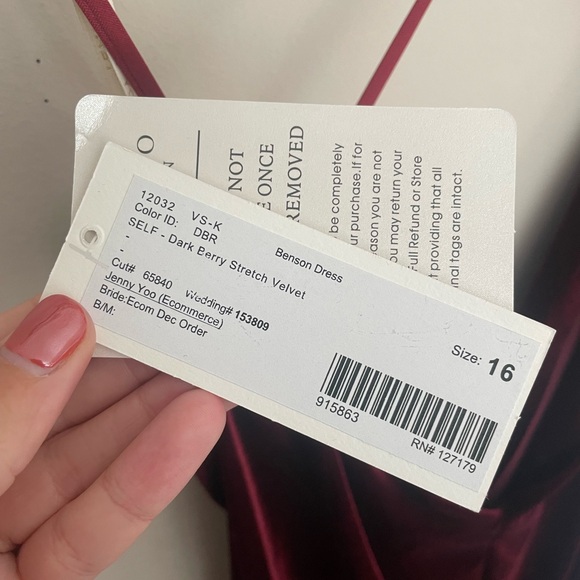 12032 VS-K
Benson Dress
Color ID: DBR
SELF - Dark Berry Stretch Velvet
-
-
Cut# 65840 Wedding# 153809
Jenny Yoo (Ecommerce)
Bride:Ecom Dec Order
B/M:
Size: 16
915863
RN# 127179
O
N
NOT
E ONCE
REMOVED
be completely
ur purchase.If for
ason you are not
ou may return your
Full Refund or Store
t providing that all
nal tags are intact.